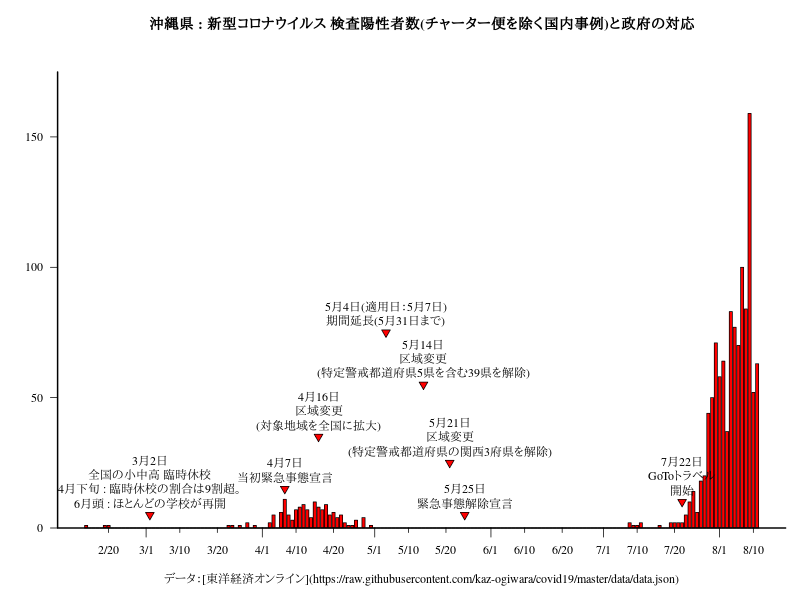 沖縄県 : 新型コロナウイルス 検査陽性者数(チャーター便を除く国内事例)と政府の対応
150
100
50
0
5月4日(適用日:5月7日)
期間延長(5月31日まで)
5月14日
区域変更
(特定警戒都道府県5県を含む39県を解除)
4月16日
区域変更
(対象地域を全国に拡大)
5月21日
区域変更
(特定警戒都道府県の関西3府県を解除)
3月2日
全国の小中高 臨時休校
4月下旬 : 臨時休校の割合は9割超。
6月頭 : ほとんどの学校が再開
4月7日
当初緊急事態宣言
5月25日
緊急事態解除宣言
7月22日
GoToトラベル
開始
2/20 3/1 3/10 3/20 4/1 4/10 4/20 5/1 5/10 5/20 6/1 6/10 6/20 7/1 7/10 7/20 8/1 8/10
データ:[東洋経済オンライン](https://raw.githubusercontent.com/kaz-ogiwara/covid19/master/data/data.json)